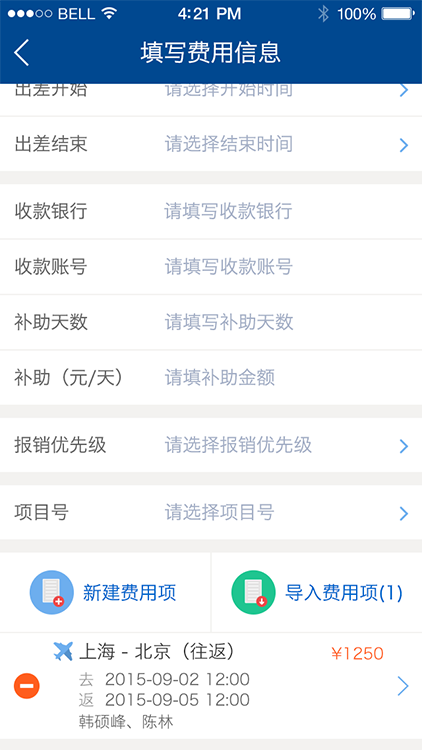 BELL 4:21 PM 100%
填写费用信息
出差开始 请选择开始时间
出差结束 请选择结束时间
收款银行 请填写收款银行
收款账号 请填写收款账号
补助天数 请填写补助天数
补助（元/天） 请填补助金额
报销优先级 请选择报销优先级
项目号 请选择项目号
新建费用项 导入费用项(1)
上海 - 北京（往返） ¥1250
去 2015-09-02 12:00
返 2015-09-05 12:00
韩硕峰、陈林